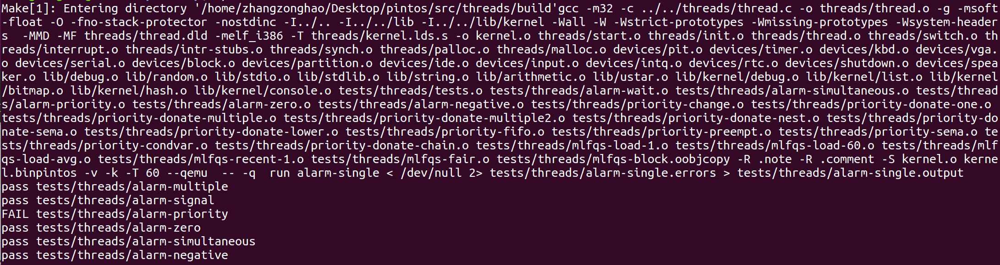 Make[1]: Entering directory '/home/zhangzonghao/Desktop/pintos/src/threads/build'gcc -m32 -c ../../threads/thread.c -o threads/thread.o -g -msoft
-float -O -fno-stack-protector -nostdinc -I../.. -I../../lib -I../../lib/kernel -Wall -W -Wstrict-prototypes -Wmissing-prototypes -Wsystem-header
s  -MMD -MF threads/thread.dld -melf_i386 -T threads/kernel.lds.s -o kernel.o threads/start.o threads/init.o threads/thread.o threads/switch.o th
reads/interrupt.o threads/intr-stubs.o threads/synch.o threads/palloc.o threads/malloc.o devices/pit.o devices/timer.o devices/kbd.o devices/vga.
o devices/serial.o devices/block.o devices/partition.o devices/ide.o devices/input.o devices/intq.o devices/rtc.o devices/shutdown.o devices/spea
ker.o lib/debug.o lib/random.o lib/stdio.o lib/stdlib.o lib/string.o lib/arithmetic.o lib/ustar.o lib/kernel/debug.o lib/kernel/list.o lib/kernel
/bitmap.o lib/kernel/hash.o lib/kernel/console.o tests/threads/tests.o tests/threads/alarm-wait.o tests/threads/alarm-simultaneous.o tests/thread
s/alarm-priority.o tests/threads/alarm-zero.o tests/threads/alarm-negative.o tests/threads/priority-change.o tests/threads/priority-donate-one.o
tests/threads/priority-donate-multiple.o tests/threads/priority-donate-multiple2.o tests/threads/priority-donate-nest.o tests/threads/priority-do
nate-sema.o tests/threads/priority-donate-lower.o tests/threads/priority-fifo.o tests/threads/priority-preempt.o tests/threads/priority-sema.o te
sts/threads/priority-condvar.o tests/threads/priority-donate-chain.o tests/threads/mlfqs-load-1.o tests/threads/mlfqs-load-60.o tests/threads/mlf
qs-load-avg.o tests/threads/mlfqs-recent-1.o tests/threads/mlfqs-fair.o tests/threads/mlfqs-block.oobjcopy -R .note -R .comment -S kernel.o kerne
l.binpintos -v -k -T 60 --qemu  -- -q  run alarm-single < /dev/null 2> tests/threads/alarm-single.errors > tests/threads/alarm-single.output
pass tests/threads/alarm-multiple
pass tests/threads/alarm-signal
FAIL tests/threads/alarm-priority
pass tests/threads/alarm-zero
pass tests/threads/alarm-simultaneous
pass tests/threads/alarm-negative